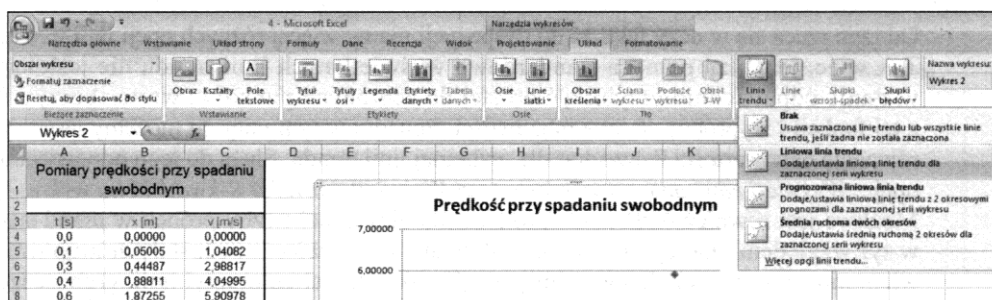 4 - Microsoft Excel
Narzędzia wykresów
Narzędzia główne Wstawianie Układ strony Formuły Dane Recenzja Widok Projektowanie Układ Formatowanie
Obszar wykresu
Formatuj zaznaczenie
Resetuj, aby dopasować do stylu
Bieżące zaznaczenie
Obraz Kształty Pole tekstowe
Wstawianie
Tytuł wykresu Tytuły osi Legenda Etykiety danych Tabela danych
Etykiety
Osie Linie siatki
Osie
Obszar kreślenia Ściana wykresu Podłoże wykresu Obrót 3-W
Tło
Linia trendu Linie Słupki wzrost-spadek Słupki błędów
Nazwa wykresu:
Wykres 2
Brak
Usuwa zaznaczoną linię trendu lub wszystkie linie
trendu, jeśli żadna nie została zaznaczona
Liniowa linia trendu
Dodaje/ustawia liniową linię trendu dla
zaznaczonej serii wykresu
Prognozowana liniowa linia trendu
Dodaje/ustawia liniową linię trendu z 2 okresowymi
prognozami dla zaznaczonej serii wykresu
Średnia ruchoma dwóch okresów
Dodaje/ustawia średnią ruchomą 2 okresów dla
zaznaczonej serii wykresu
Więcej opcji linii trendu...
Wykres 2 fx
A B C D E F G H I J K
1 Pomiary prędkości przy spadaniu
swobodnym
2
3 t [s] x [m] v [m/s]
4 0,0 0,00000 0,00000
5 0,1 0,05005 1,04082
6 0,3 0,44487 2,98817
7 0,4 0,88811 4,04995
8 0,6 1,87255 5,90978
Prędkość przy spadaniu swobodnym
7,00000
6,00000